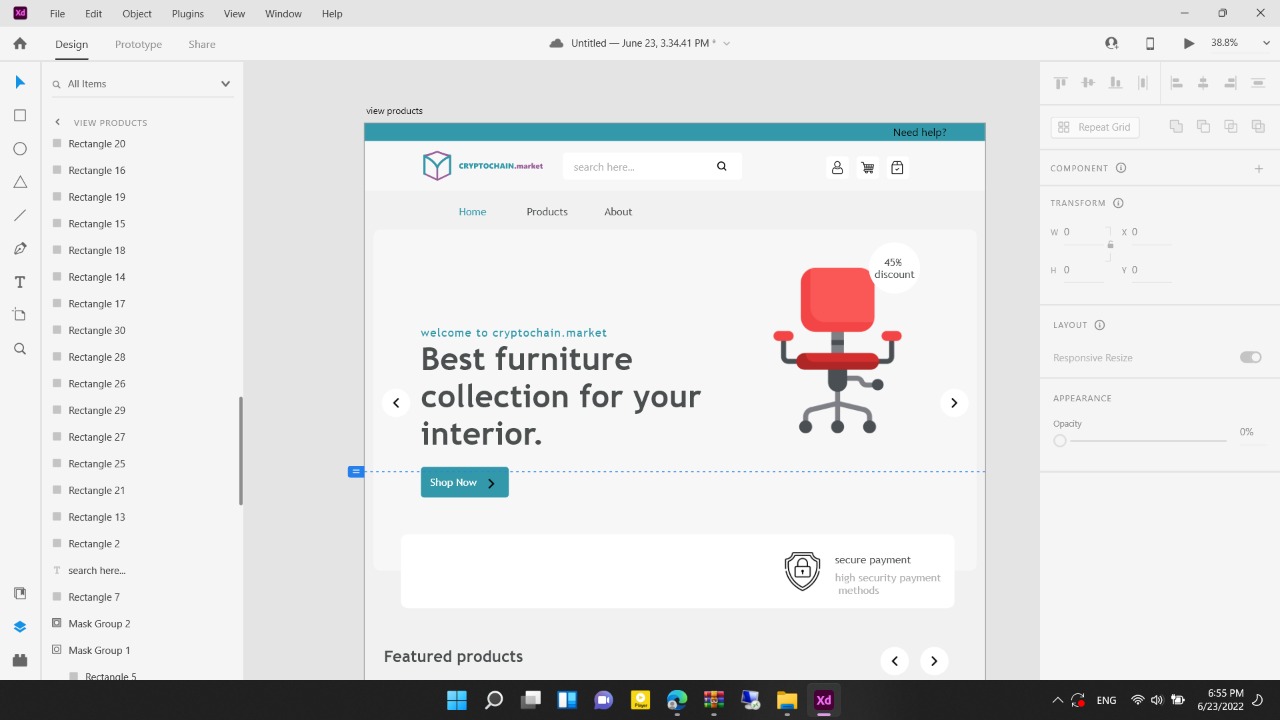 Xd File Edit Object Plugins View Window Help
Design Prototype Share Untitled — June 23, 3.34.41 PM * 38.8%
All Items
VIEW PRODUCTS
Rectangle 20
Rectangle 16
Rectangle 19
Rectangle 15
Rectangle 18
Rectangle 14
Rectangle 17
Rectangle 30
Rectangle 28
Rectangle 26
Rectangle 29
Rectangle 27
Rectangle 25
Rectangle 21
Rectangle 13
Rectangle 2
T search here...
Rectangle 7
Mask Group 2
Mask Group 1
Rectangle 5
view products
Need help?
CRYPTOCHAIN.market
search here...
Home Products About
45%
discount
welcome to cryptochain.market
Best furniture
collection for your
interior.
Shop Now
secure payment
high security payment
methods
Featured products
Repeat Grid
COMPONENT
TRANSFORM
W 0 X 0
H 0 Y 0
LAYOUT
Responsive Resize
APPEARANCE
Opacity
0%
Player
Xd
ENG
6:55 PM
6/23/2022